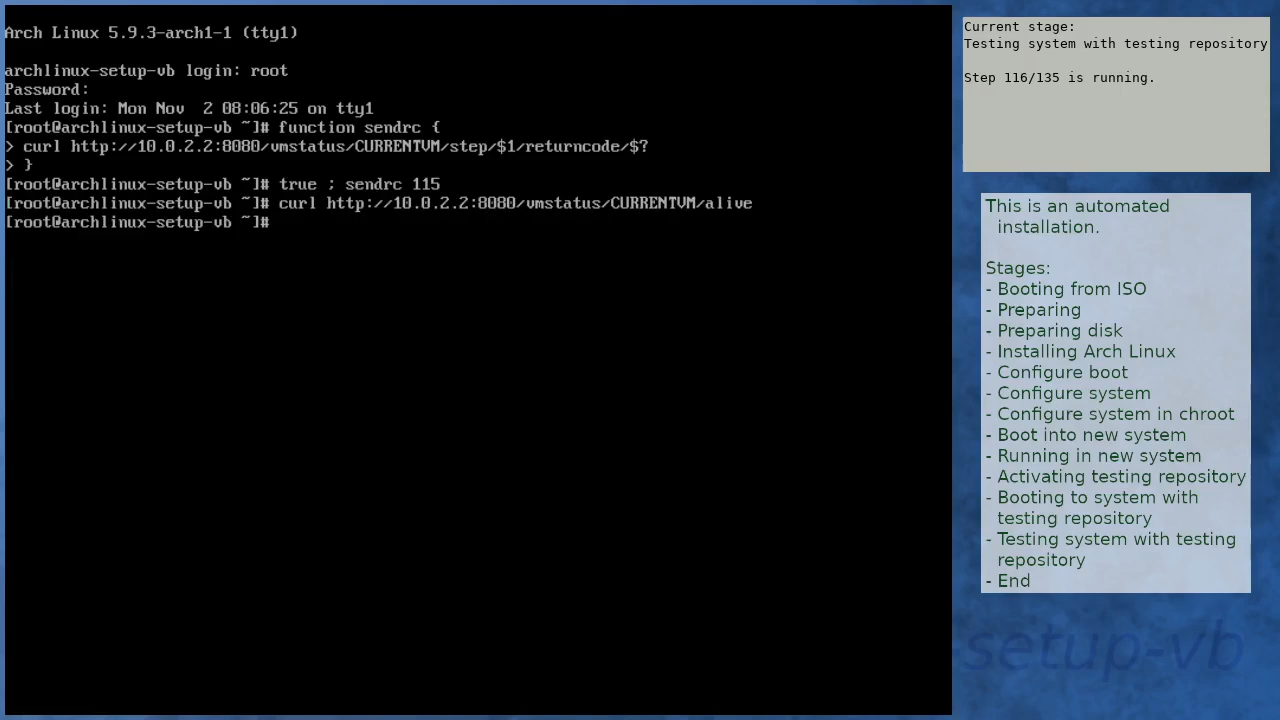 Arch Linux 5.9.3-arch1-1 (tty1)
archlinux-setup-vb login: root
Password:
Last login: Mon Nov  2 08:06:25 on tty1
[root@archlinux-setup-vb ~]# function sendrc {
> curl http://10.0.2.2:8080/vmstatus/CURRENTVM/step/$1/returncode/$?
> }
[root@archlinux-setup-vb ~]# true ; sendrc 115
[root@archlinux-setup-vb ~]# curl http://10.0.2.2:8080/vmstatus/CURRENTVM/alive
[root@archlinux-setup-vb ~]#
Current stage:
Testing system with testing repository
Step 116/135 is running.
This is an automated
installation.
Stages:
- Booting from ISO
- Preparing
- Preparing disk
- Installing Arch Linux
- Configure boot
- Configure system
- Configure system in chroot
- Boot into new system
- Running in new system
- Activating testing repository
- Booting to system with
testing repository
- Testing system with testing
repository
- End
-setup-vb